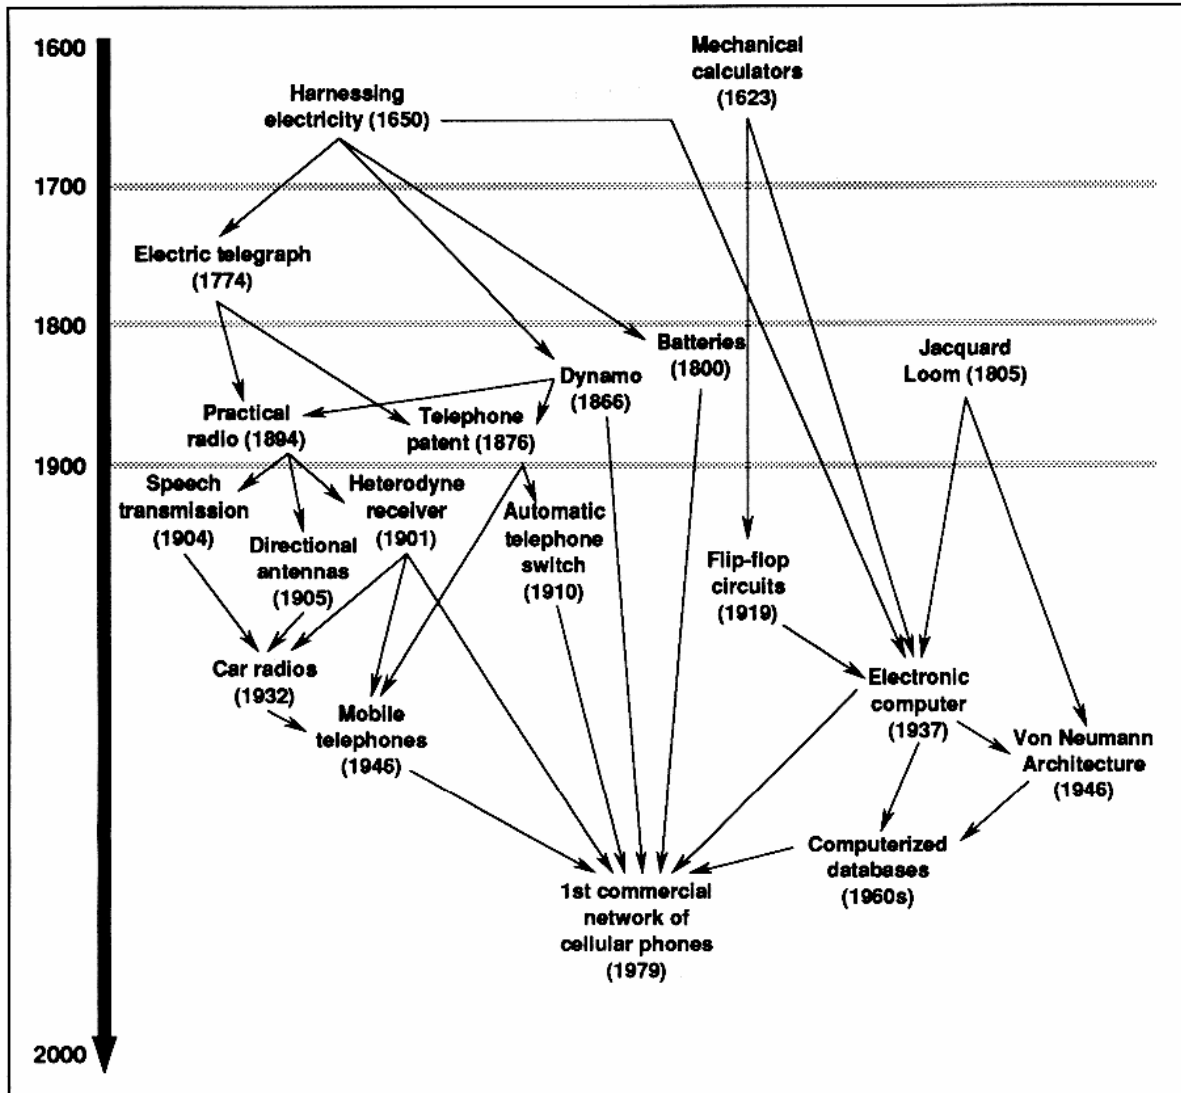 1600
Mechanical
calculators
(1623)
Harnessing
electricity (1650)
1700
Electric telegraph
(1774)
1800
Batteries
(1800)
Jacquard
Loom (1805)
Dynamo
(1866)
Practical
radio (1894)
Telephone
patent (1876)
1900
Speech
transmission
(1904)
Heterodyne
receiver
(1901)
Directional
antennas
(1905)
Automatic
telephone
switch
(1910)
Flip-flop
circuits
(1919)
Car radios
(1932)
Electronic
computer
(1937)
Mobile
telephones
(1946)
Von Neumann
Architecture
(1946)
Computerized
databases
(1960s)
1st commercial
network of
cellular phones
(1979)
2000